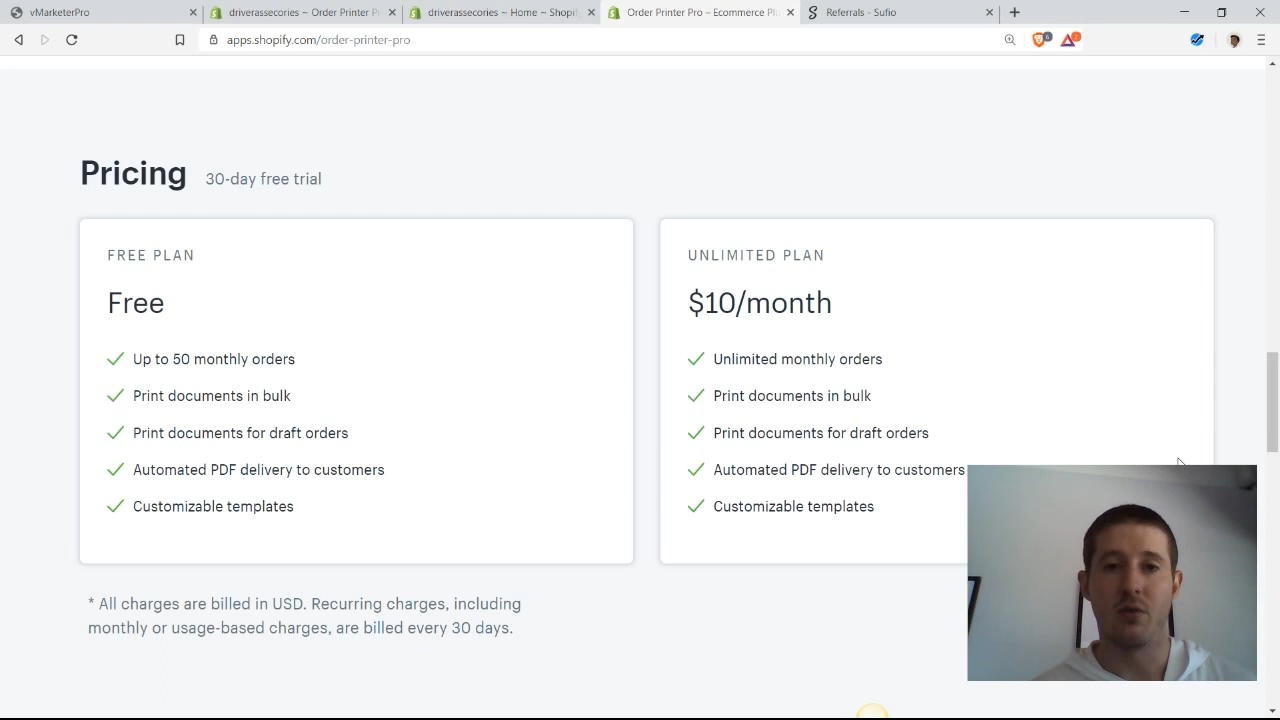 vMarketerPro
driverassecories ~ Order Printer P
driverassecories ~ Home ~ Shopif
Order Printer Pro – Ecommerce Plu
Referrals - Sufio
apps.shopify.com/order-printer-pro
Pricing 30-day free trial
FREE PLAN
Free
Up to 50 monthly orders
Print documents in bulk
Print documents for draft orders
Automated PDF delivery to customers
Customizable templates
UNLIMITED PLAN
$10/month
Unlimited monthly orders
Print documents in bulk
Print documents for draft orders
Automated PDF delivery to customers
Customizable templates
* All charges are billed in USD. Recurring charges, including
monthly or usage-based charges, are billed every 30 days.